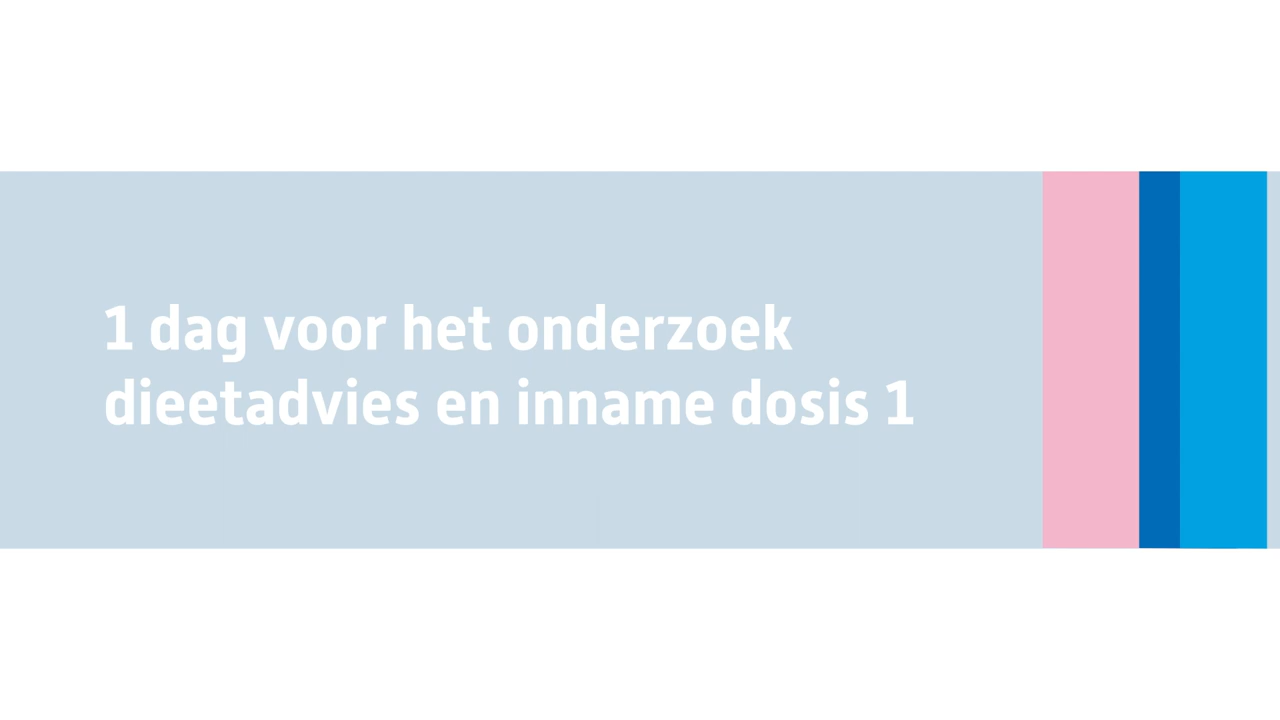 1 dag voor het onderzoek
dieetadvies en inname dosis 1